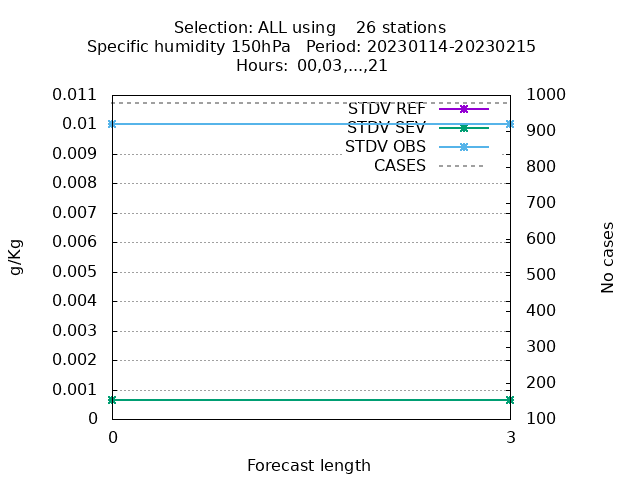 Selection: ALL using    26 stations
Specific humidity 150hPa   Period: 20230114-20230215
Hours:  00,03,...,21
0.011
0.01
0.009
0.008
0.007
0.006
0.005
0.004
0.003
0.002
0.001
0
g/Kg
STDV REF
STDV SEV
STDV OBS
CASES
1000
900
800
700
600
500
400
300
200
100
No cases
0
3
Forecast length